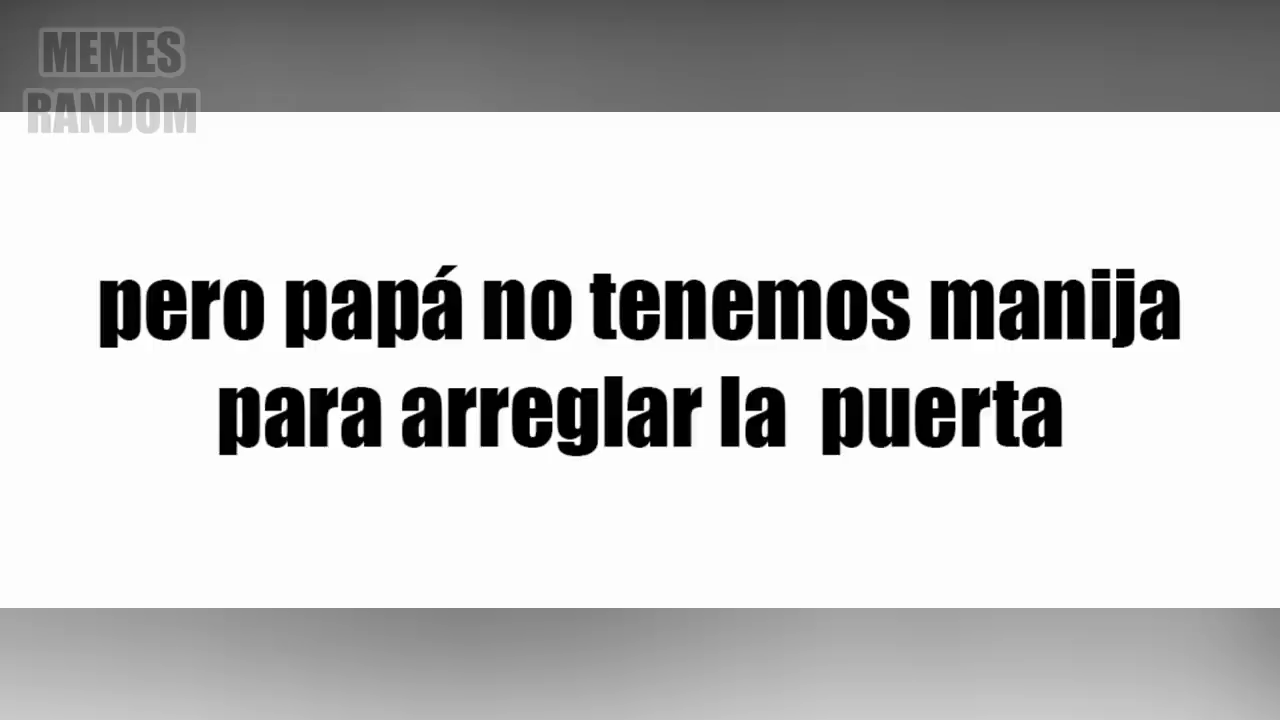 MEMES
RANDOM
pero papá no tenemos manija
para arreglar la  puerta